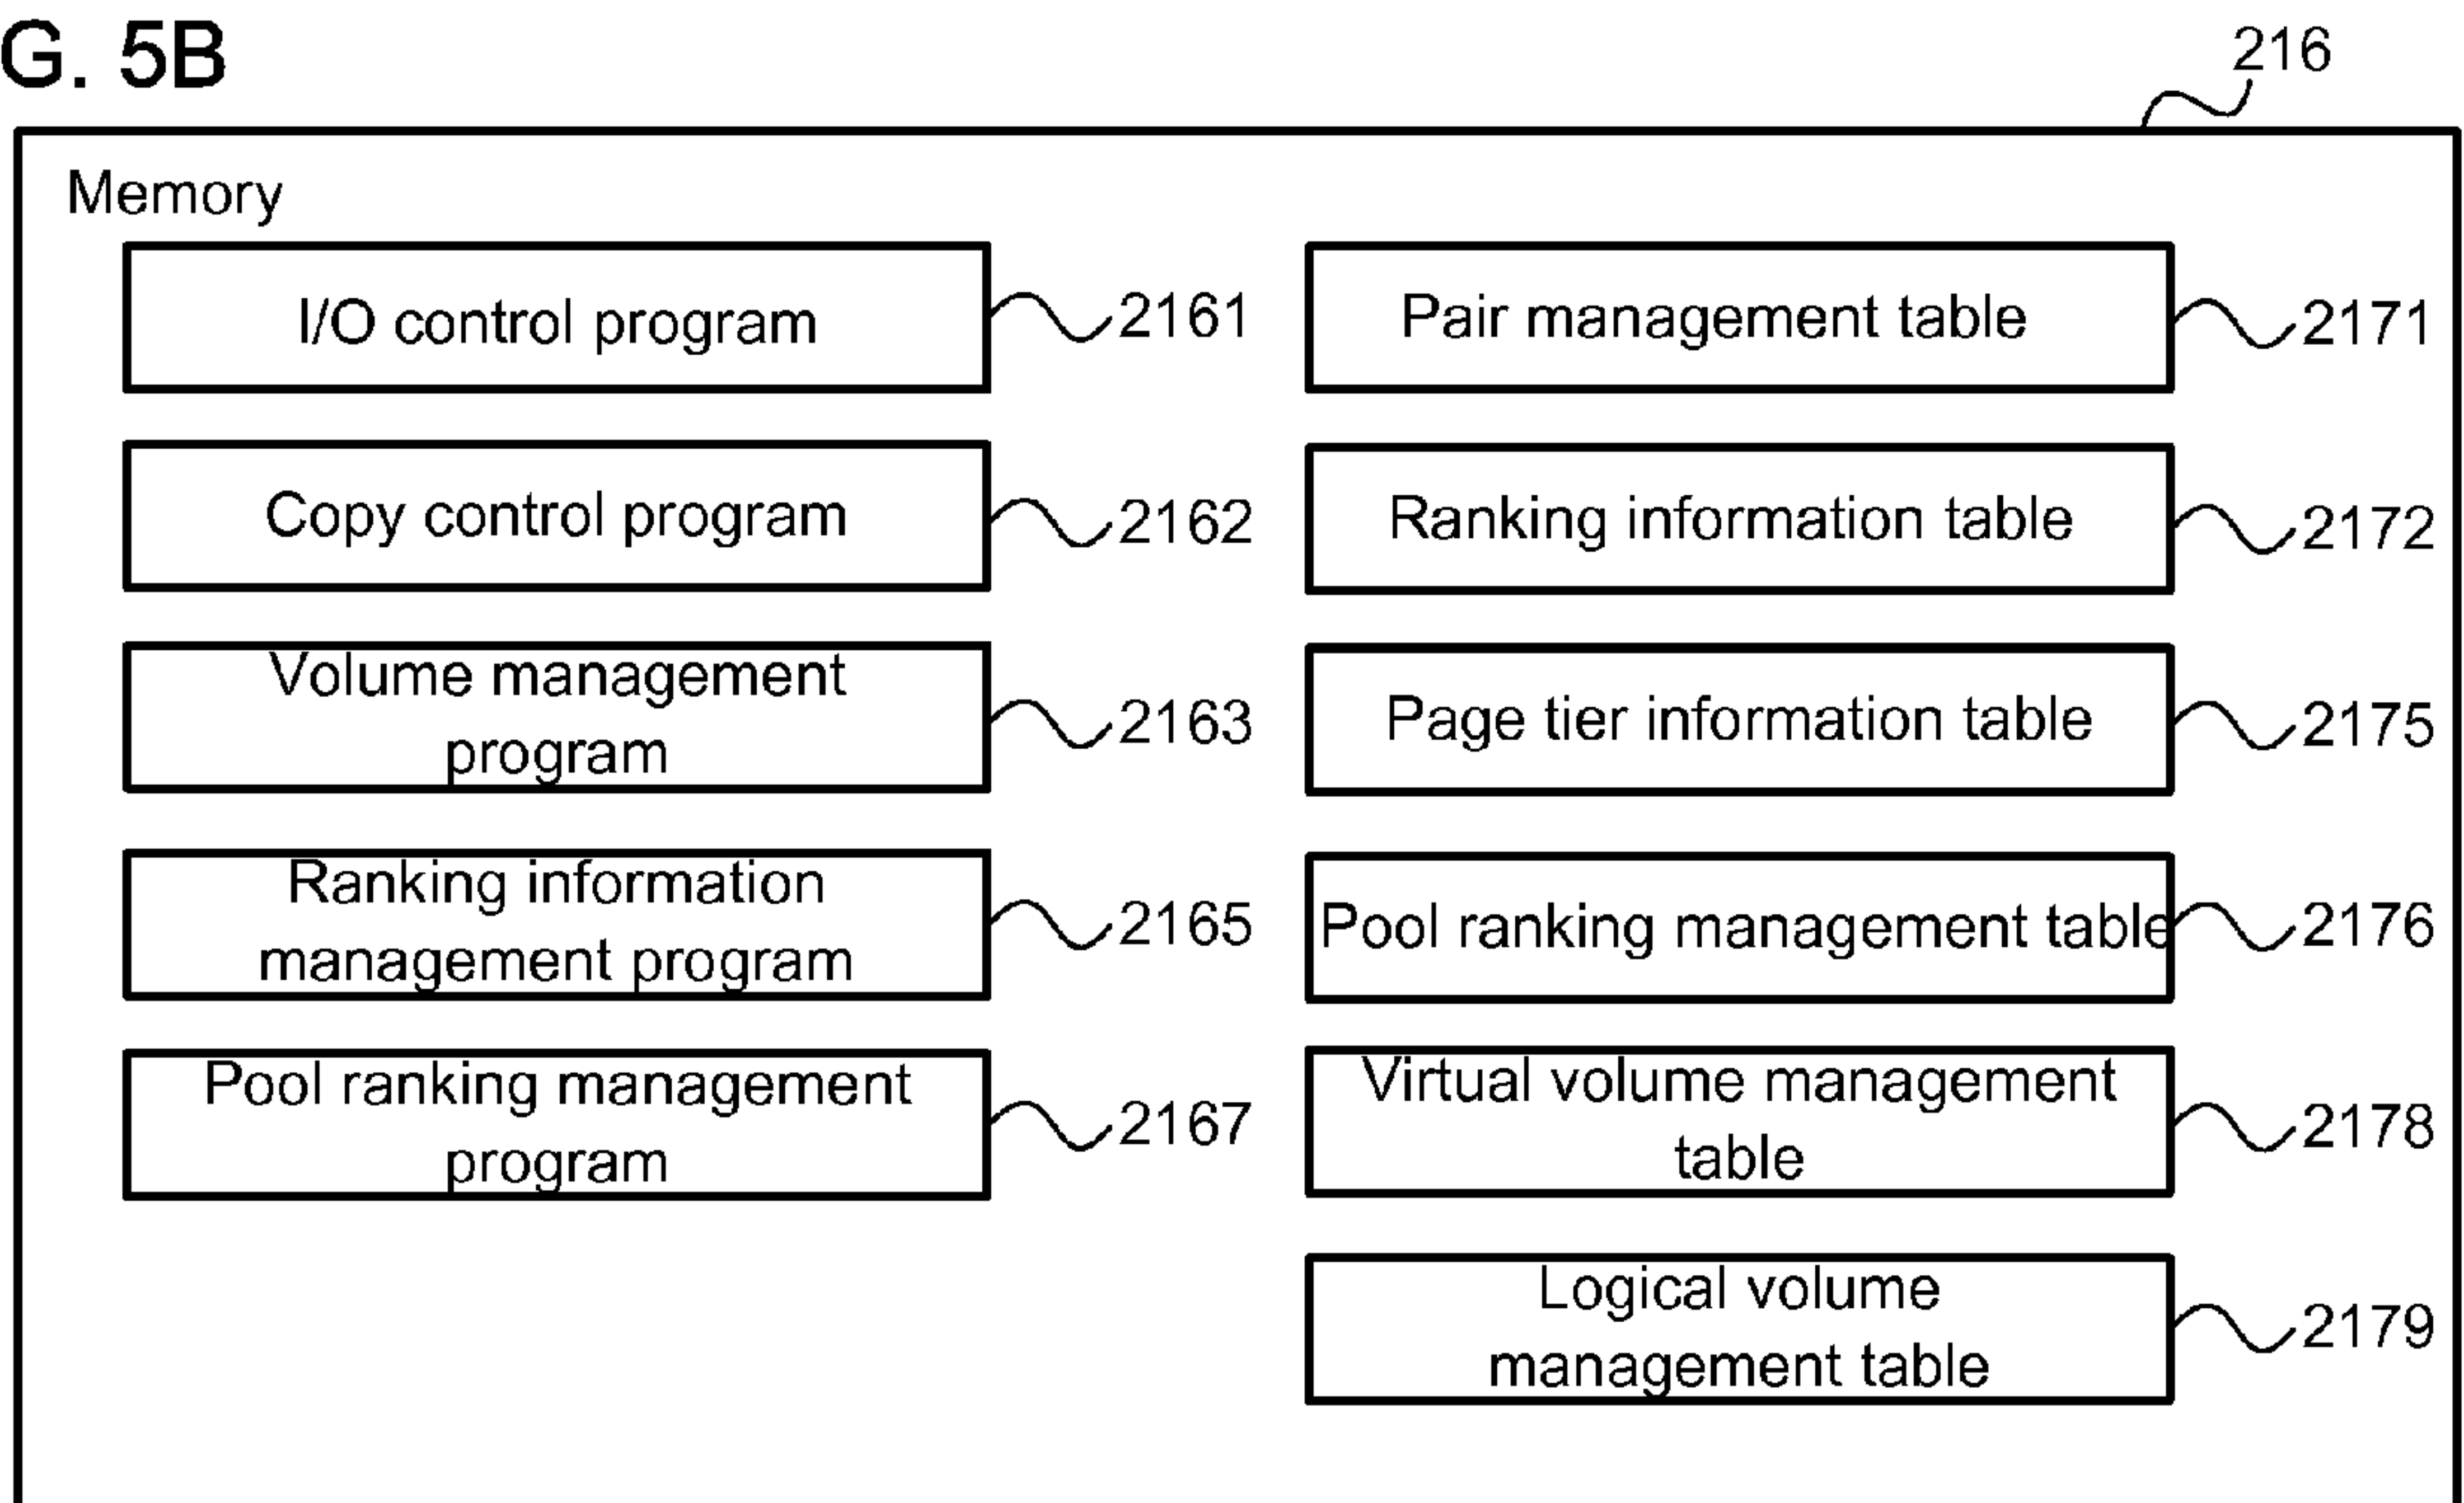 G. 5B
216
Memory
I/O control program
2161
Copy control program
2162
Volume management
program
2163
Ranking information
management program
2165
Pool ranking management
program
2167
Pair management table
2171
Ranking information table
2172
Page tier information table
2175
Pool ranking management table
2176
Virtual volume management
table
2178
Logical volume
management table
2179